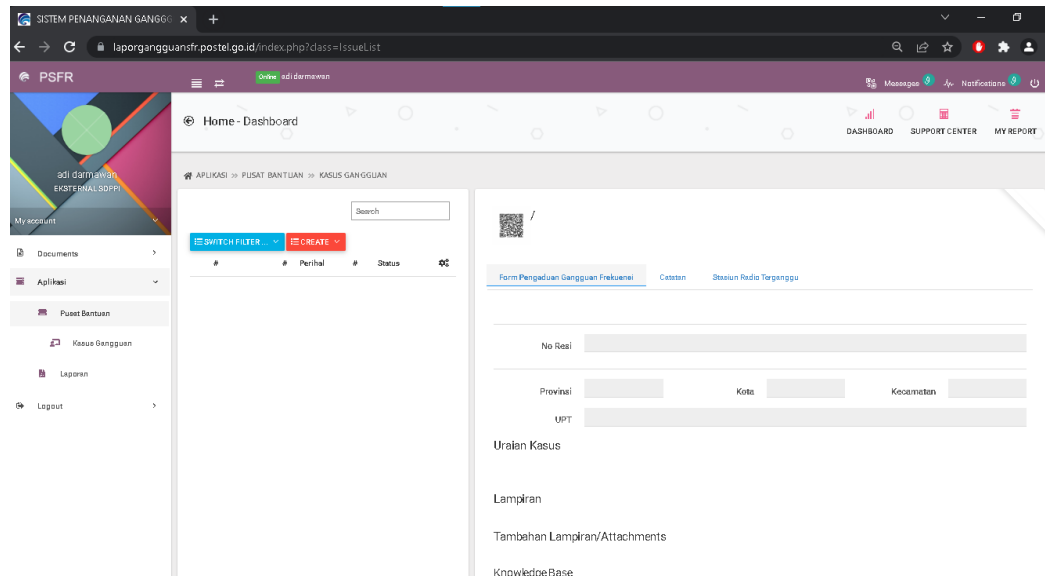 SISTEM PENANGANAN GANGGG
laporgangguansfr.postel.go.id/index.php?class=IssueList
PSFR
Online adi darmawan
Messages
Notifications
Home - Dashboard
DASHBOARD
SUPPORT CENTER
MY REPORT
adi darmawan
EKSTERNAL SDPPI
My account
APLIKASI >> PUSAT BANTUAN >> KASUS GANGGUAN
Documents
Aplikasi
Pusat Bantuan
Kasus Gangguan
Laporan
Logout
Search
SWITCH FILTER ...
CREATE
# # Perihal # Status
/
Form Pengaduan Gangguan Frekuensi
Catatan
Stasiun Radio Terganggu
No Resi
Provinsi
Kota
Kecamatan
UPT
Uraian Kasus
Lampiran
Tambahan Lampiran/Attachments
Knowledge Base